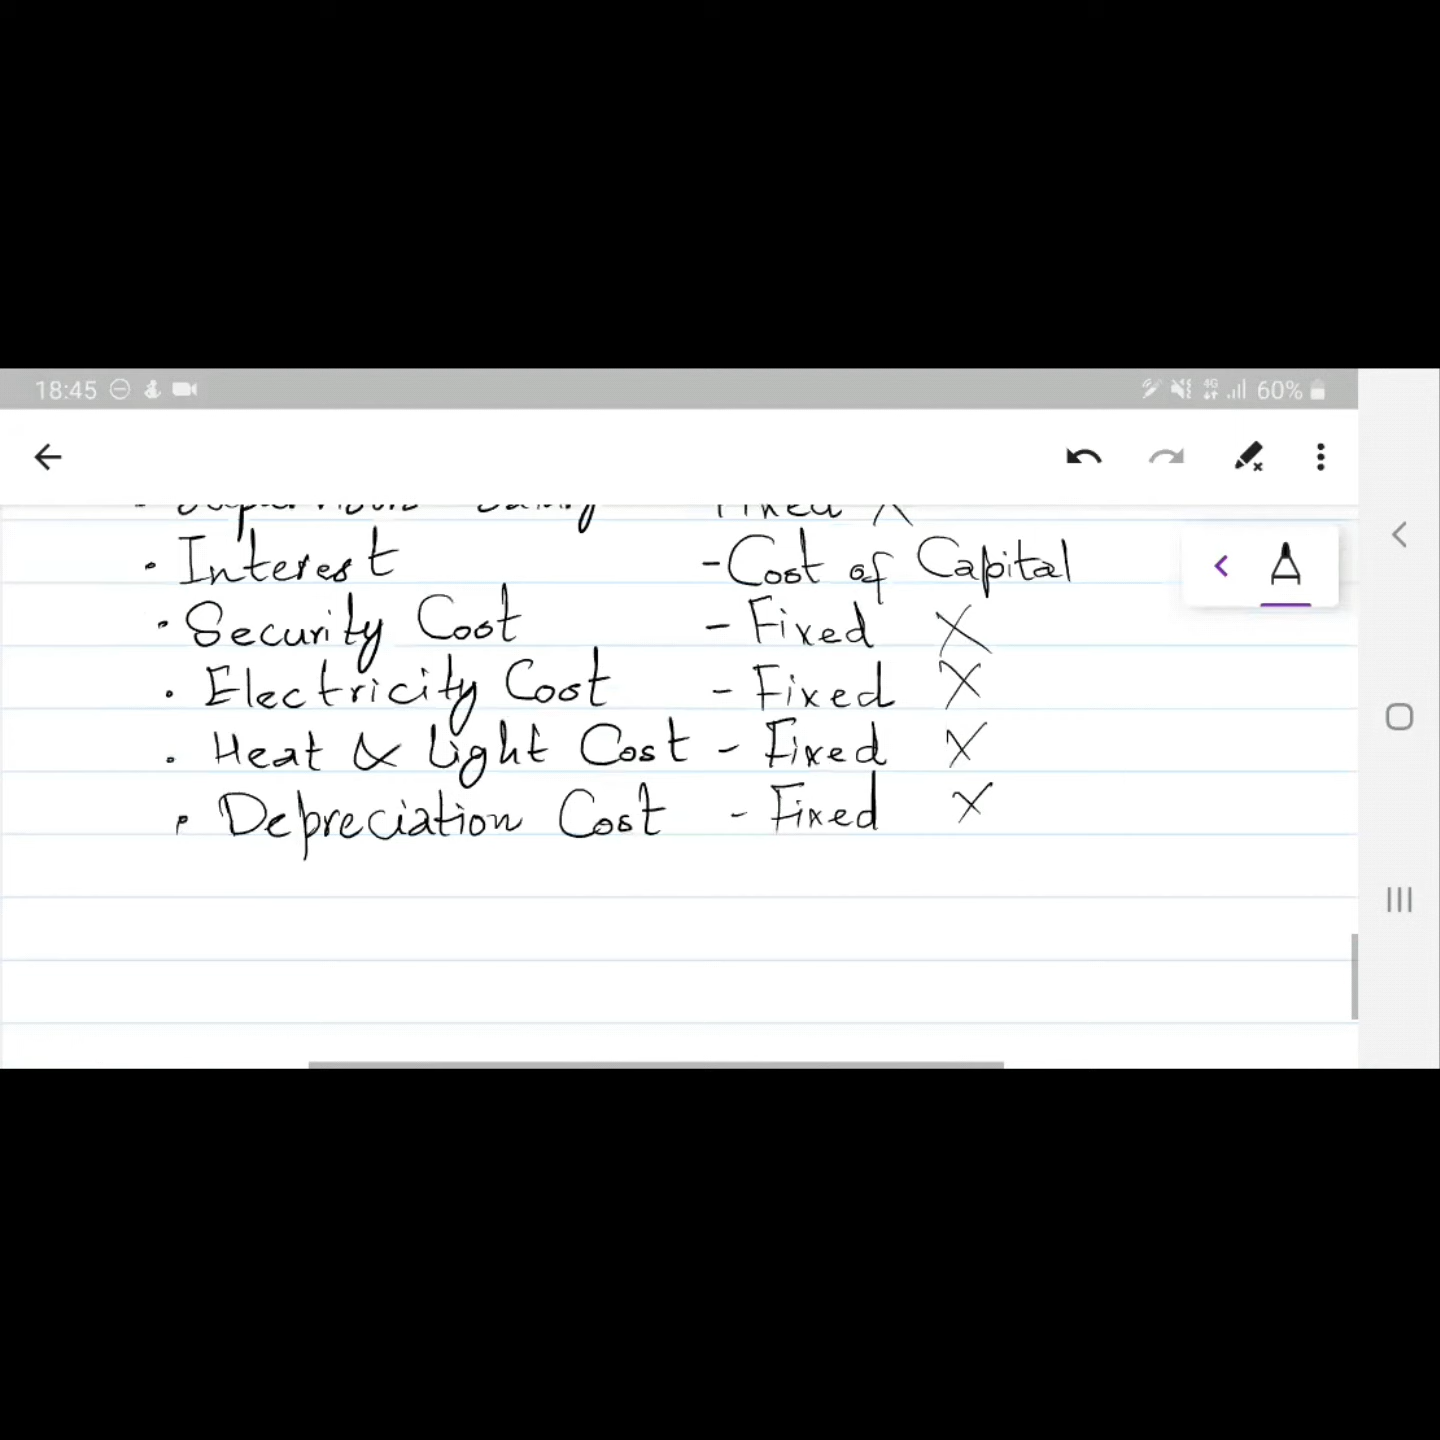 18:45 4G 60%
· Interest - Cost of Capital
· Security Cost - Fixed X
· Electricity Cost - Fixed X
· Heat & Light Cost - Fixed X
· Depreciation Cost - Fixed X